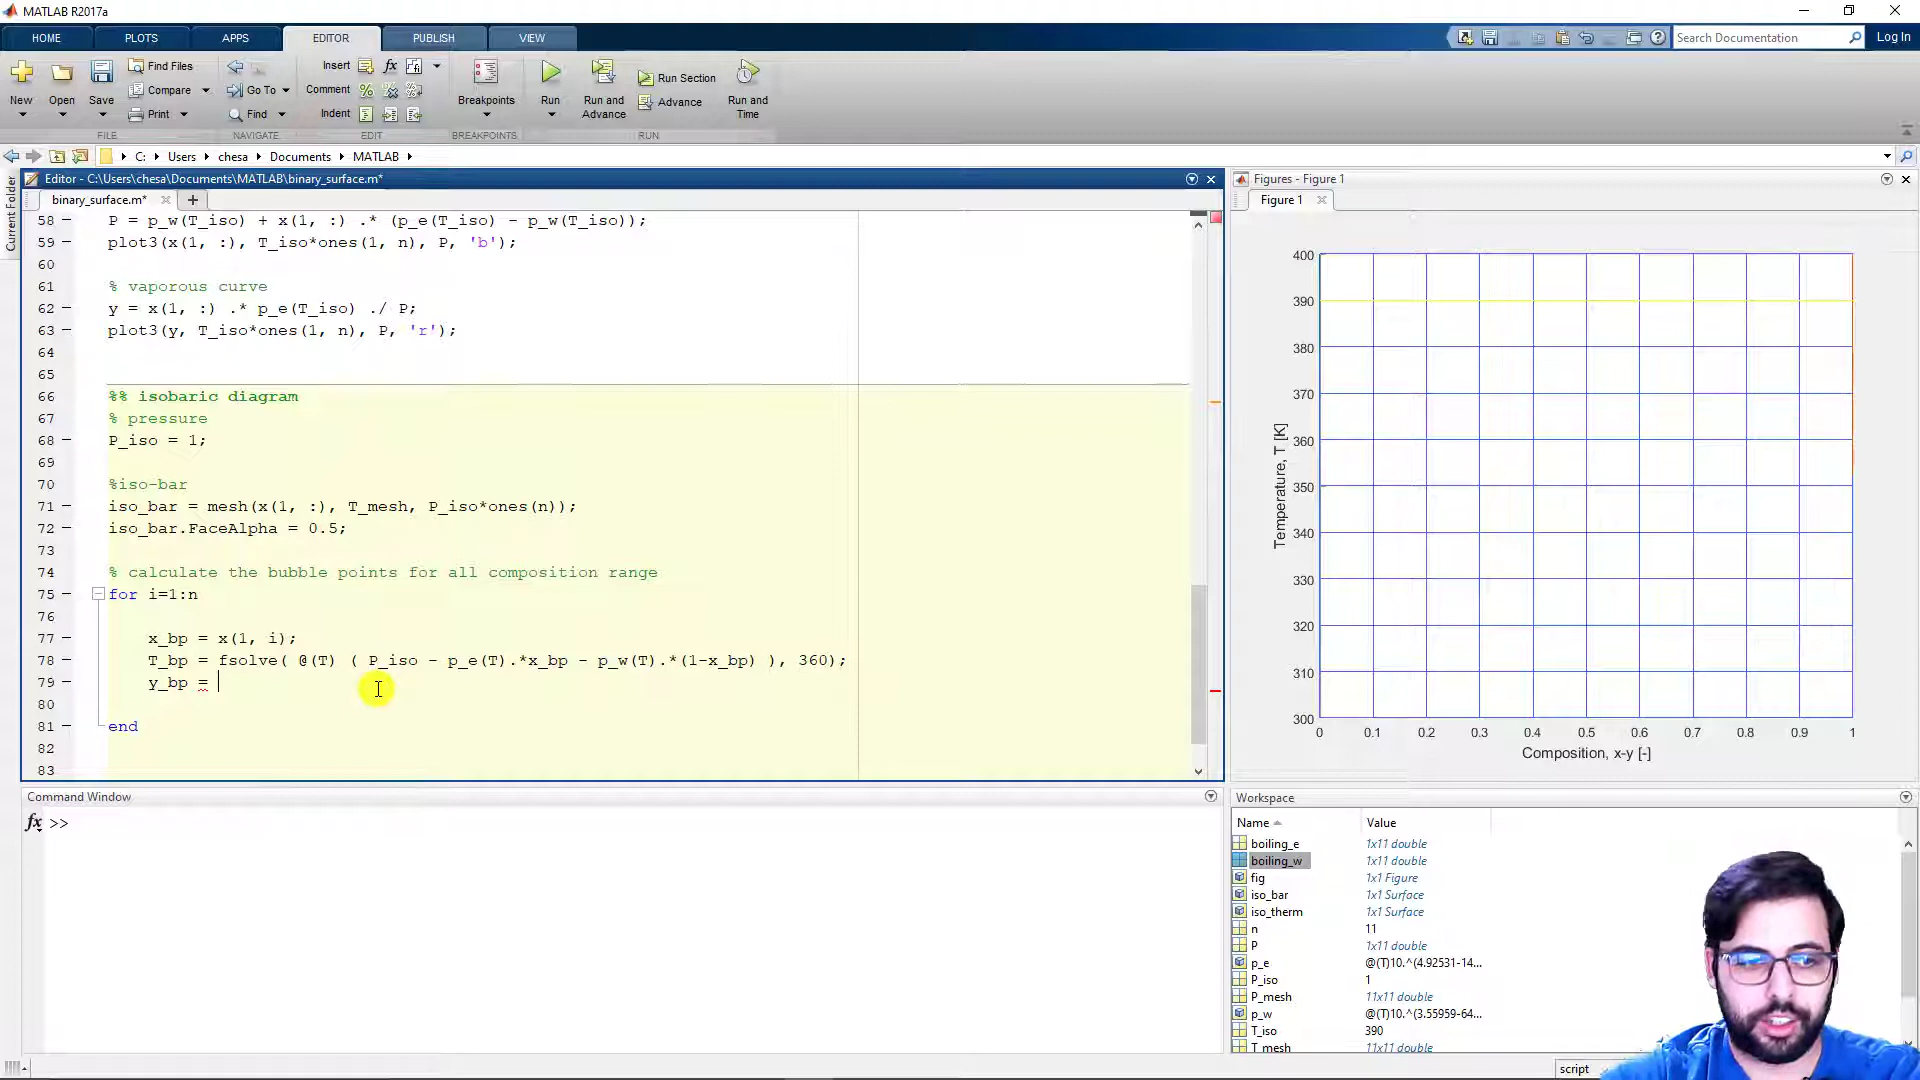 MATLAB R2017a
HOME PLOTS APPS EDITOR PUBLISH VIEW
Search Documentation Log In
New Open Save Find Files Compare Print Go To Find Insert fx Comment Indent Breakpoints Run Run and Advance Run Section Advance Run and Time
FILE NAVIGATE EDIT BREAKPOINTS RUN
C: Users chesa Documents MATLAB
Current Folder
Editor - C:\Users\chesa\Documents\MATLAB\binary_surface.m*
binary_surface.m*
58 P = p_w(T_iso) + x(1, :) .* (p_e(T_iso) - p_w(T_iso));
59 plot3(x(1, :), T_iso*ones(1, n), P, 'b');
60
61 % vaporous curve
62 y = x(1, :) .* p_e(T_iso) ./ P;
63 plot3(y, T_iso*ones(1, n), P, 'r');
64
65
66 %% isobaric diagram
67 % pressure
68 P_iso = 1;
69
70 %iso-bar
71 iso_bar = mesh(x(1, :), T_mesh, P_iso*ones(n));
72 iso_bar.FaceAlpha = 0.5;
73
74 % calculate the bubble points for all composition range
75 for i=1:n
76
77 x_bp = x(1, i);
78 T_bp = fsolve( @(T) ( P_iso - p_e(T).*x_bp - p_w(T).*(1-x_bp) ), 360);
79 y_bp =
80
81 end
82
83
Figures - Figure 1
Figure 1
400
390
380
370
360
350
340
330
320
310
300
Temperature, T [K]
0 0.1 0.2 0.3 0.4 0.5 0.6 0.7 0.8 0.9 1
Composition, x-y [-]
Command Window
fx >>
Workspace
Name Value
boiling_e 1x11 double
boiling_w 1x11 double
fig 1x1 Figure
iso_bar 1x1 Surface
iso_therm 1x1 Surface
n 11
P 1x11 double
p_e @(T)10.^(4.92531-14...
P_iso 1
P_mesh 11x11 double
p_w @(T)10.^(3.55959-64...
T_iso 390
T_mesh 11x11 double
script